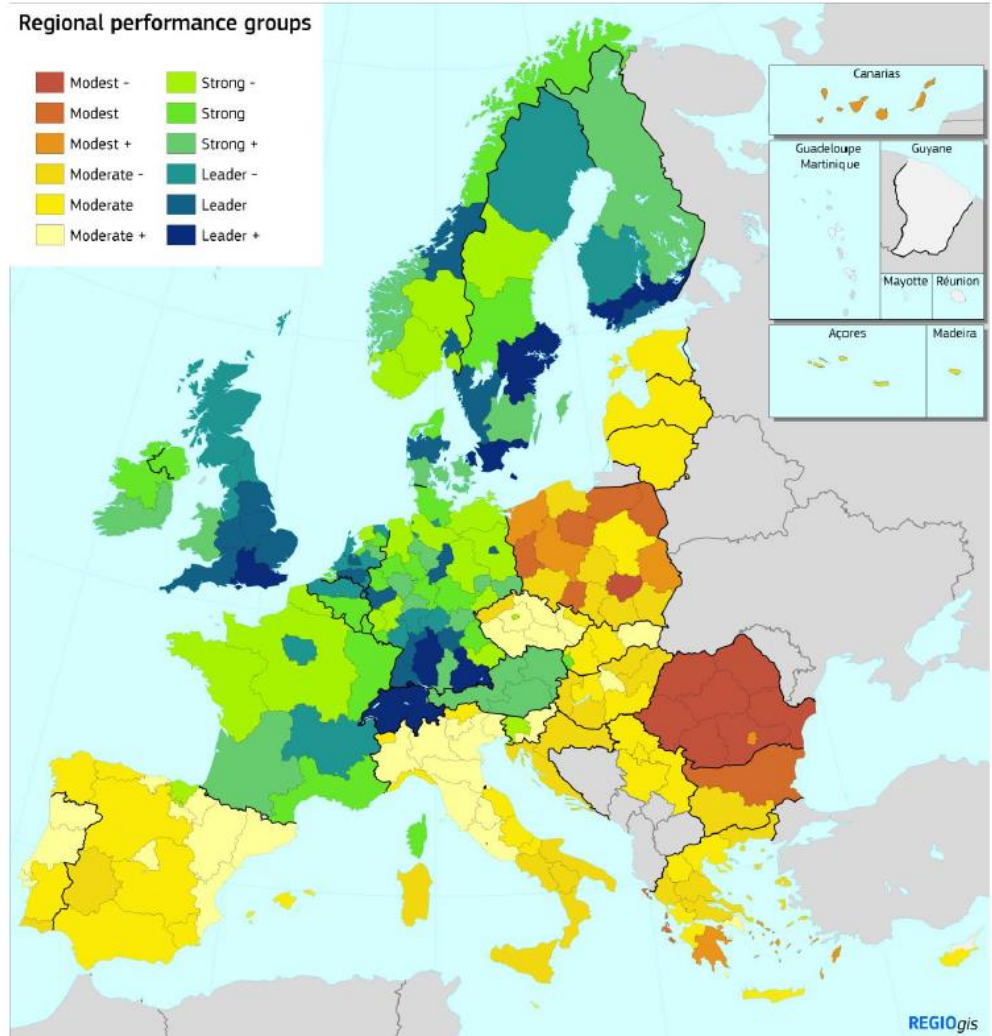 Regional performance groups
Modest -
Modest
Modest +
Moderate -
Moderate
Moderate +
Strong -
Strong
Strong +
Leader -
Leader
Leader +
Canarias
Guadeloupe
Martinique
Guyane
Mayotte
Réunion
Açores
Madeira
REGIOgis